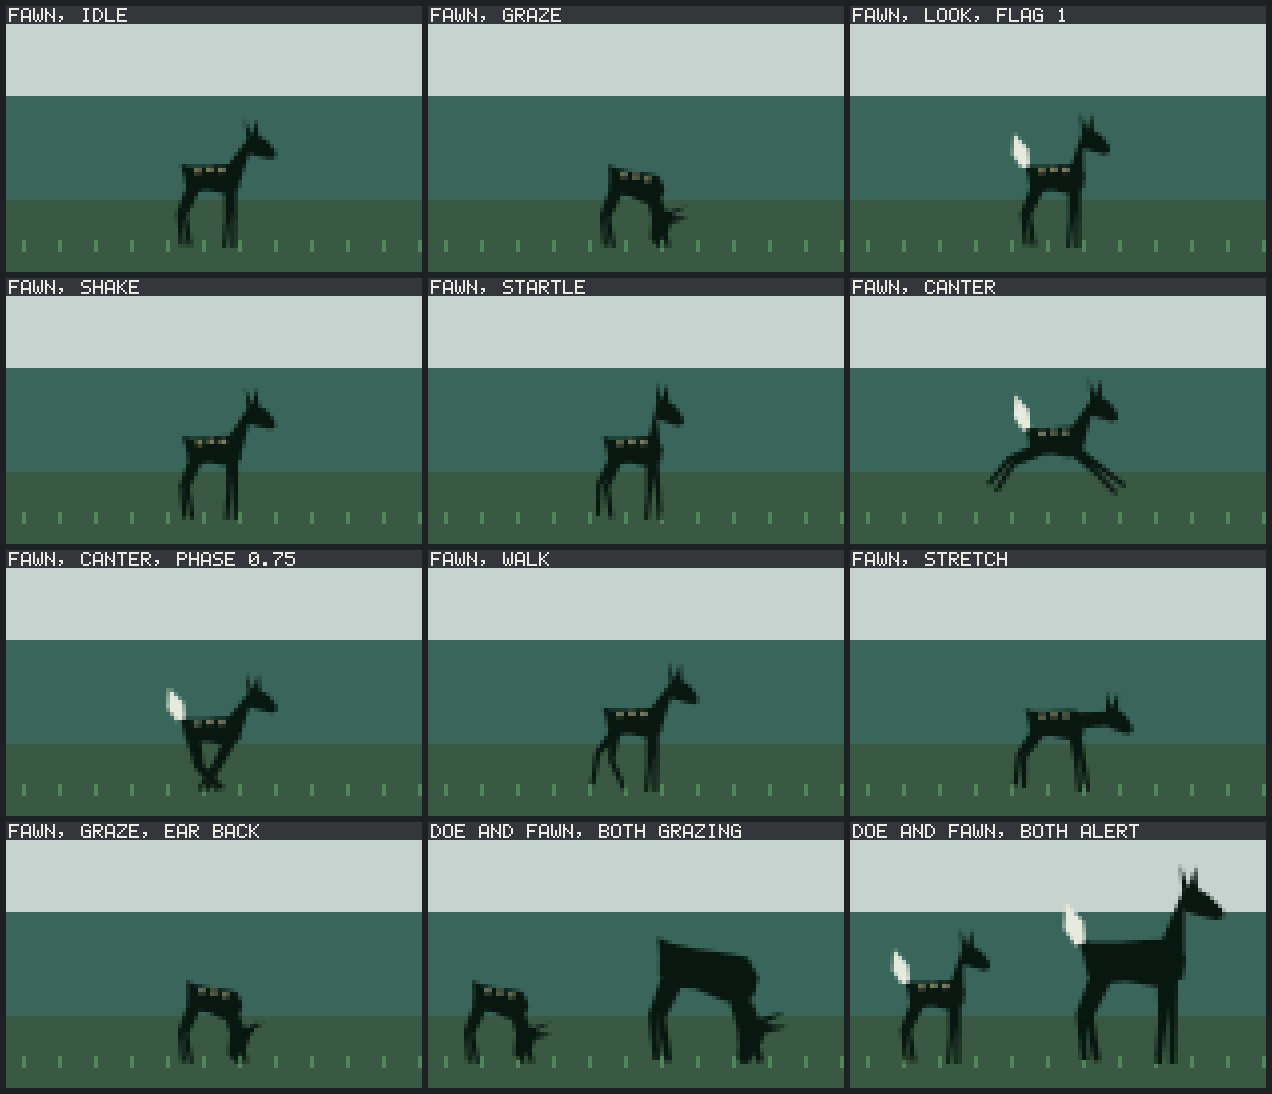 FAWN, IDLE
FAWN, GRAZE
FAWN, LOOK, FLAG 1
FAWN, SHAKE
FAWN, STARTLE
FAWN, CANTER
FAWN, CANTER, PHASE 0.75
FAWN, WALK
FAWN, STRETCH
FAWN, GRAZE, EAR BACK
DOE AND FAWN, BOTH GRAZING
DOE AND FAWN, BOTH ALERT